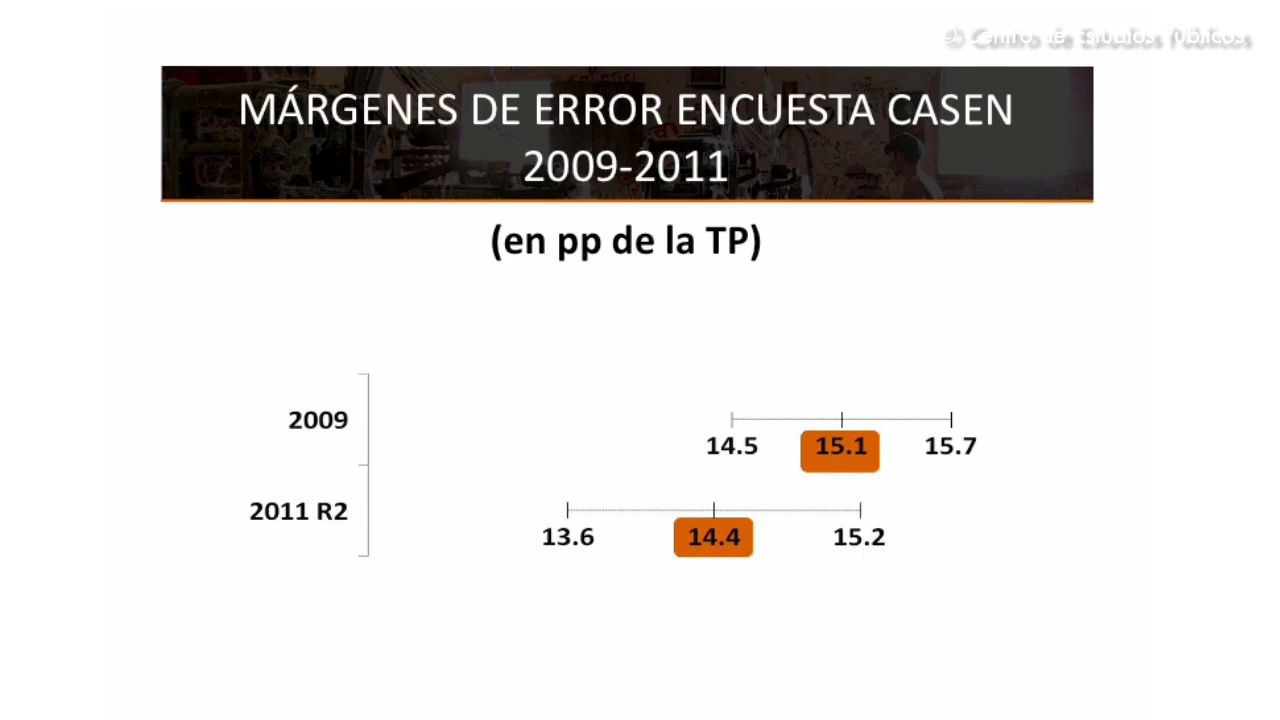 © Centro de Estudios Públicos
MÁRGENES DE ERROR ENCUESTA CASEN
2009-2011
(en pp de la TP)
2009
14.5 15.1 15.7
2011 R2
13.6 14.4 15.2